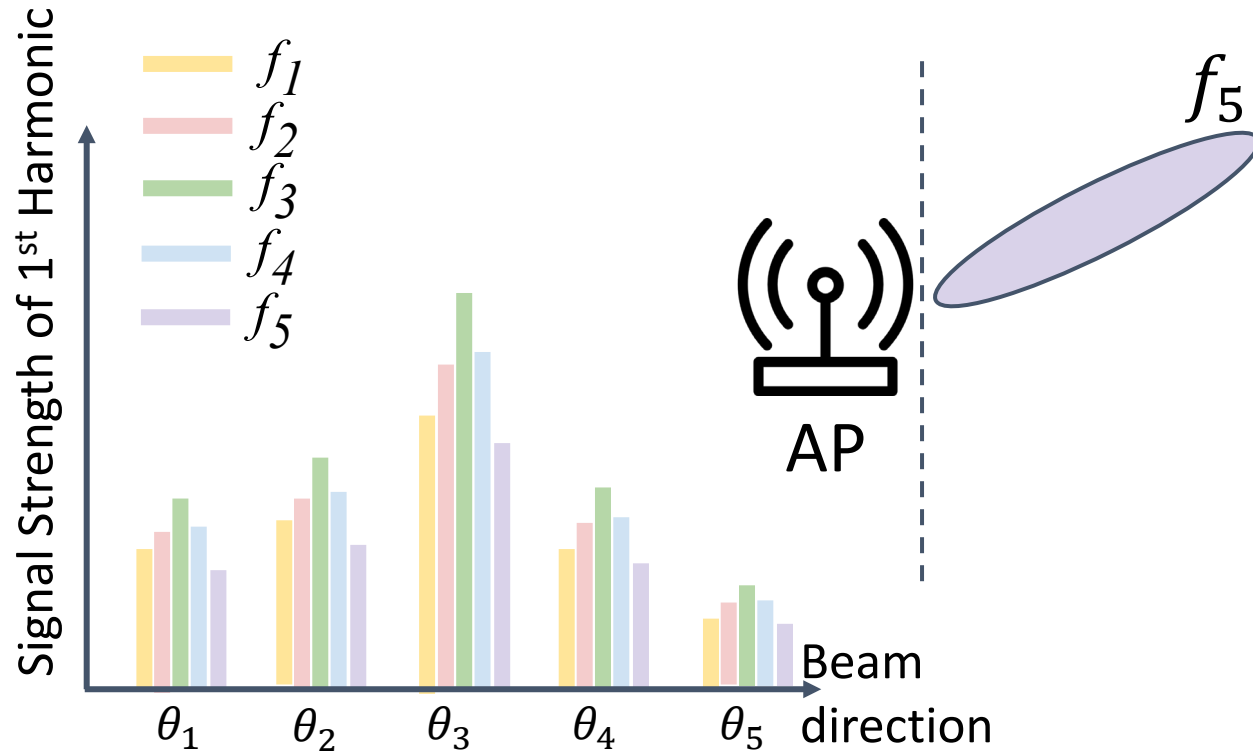 Signal Strength of 1st Harmonic
f1
f2
f3
f4
f5
θ1
θ2
θ3
θ4
θ5
Beam
direction
AP
f5